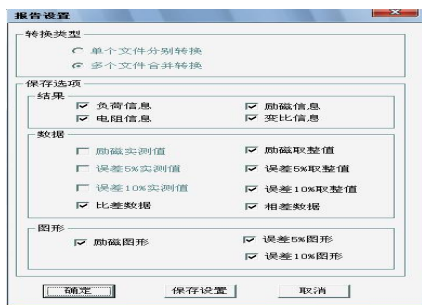 报告设置
转换类型
单个文件分别转换
多个文件合并转换
保存选项
结果
负荷信息 励磁信息
电阻信息 变比信息
数据
励磁实测值 励磁取整值
误差5%实测值 误差5%取整值
误差10%实测值 误差10%取整值
比差数据 相差数据
图形
励磁图形 误差5%图形
误差10%图形
确定 保存设置 取消